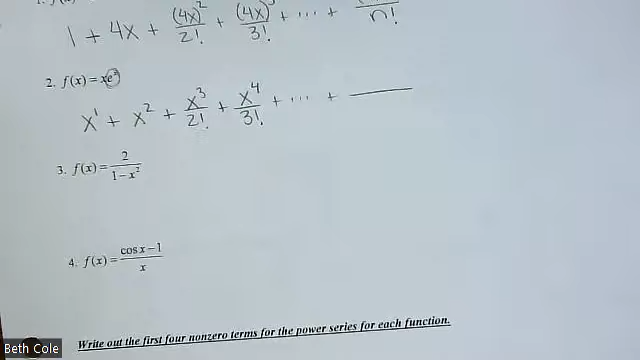 1 + 4x + (4x)²/2! + (4x)³/3! + ... + /n!
2. f(x) = xeˣ
x¹ + x² + x³/2! + x⁴/3! + ... + ___
3. f(x) = 2/(1-x²)
4. f(x) = (cos x - 1)/x
Write out the first four nonzero terms for the power series for each function.
Beth Cole